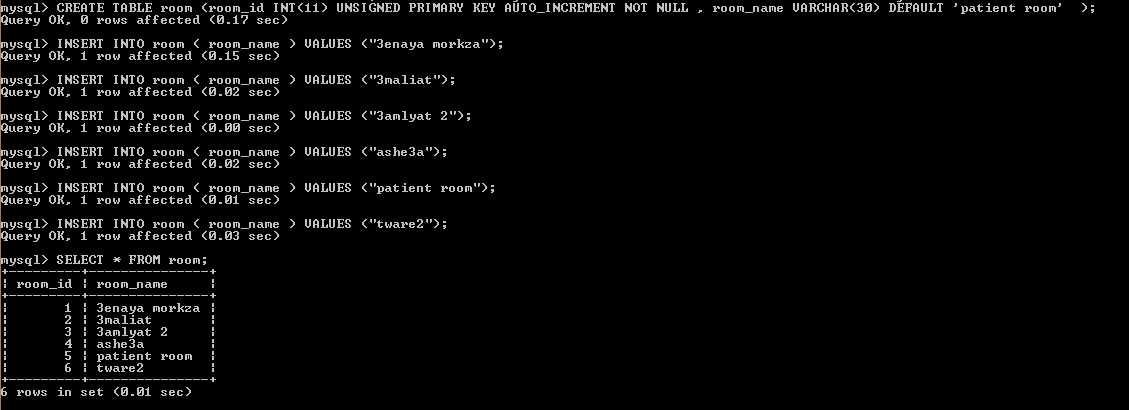 mysql> CREATE TABLE room (room_id INT(11) UNSIGNED PRIMARY KEY AUTO_INCREMENT NOT NULL , room_name VARCHAR(30) DEFAULT 'patient room'  );
Query OK, 0 rows affected (0.17 sec)
mysql> INSERT INTO room ( room_name ) VALUES ("3enaya morkza");
Query OK, 1 row affected (0.15 sec)
mysql> INSERT INTO room ( room_name ) VALUES ("3maliat");
Query OK, 1 row affected (0.02 sec)
mysql> INSERT INTO room ( room_name ) VALUES ("3amlyat 2");
Query OK, 1 row affected (0.00 sec)
mysql> INSERT INTO room ( room_name ) VALUES ("ashe3a");
Query OK, 1 row affected (0.02 sec)
mysql> INSERT INTO room ( room_name ) VALUES ("patient room");
Query OK, 1 row affected (0.01 sec)
mysql> INSERT INTO room ( room_name ) VALUES ("tware2");
Query OK, 1 row affected (0.03 sec)
mysql> SELECT * FROM room;
+---------+---------------+
| room_id | room_name     |
+---------+---------------+
|       1 | 3enaya morkza |
|       2 | 3maliat       |
|       3 | 3amlyat 2     |
|       4 | ashe3a        |
|       5 | patient room  |
|       6 | tware2        |
+---------+---------------+
6 rows in set (0.01 sec)